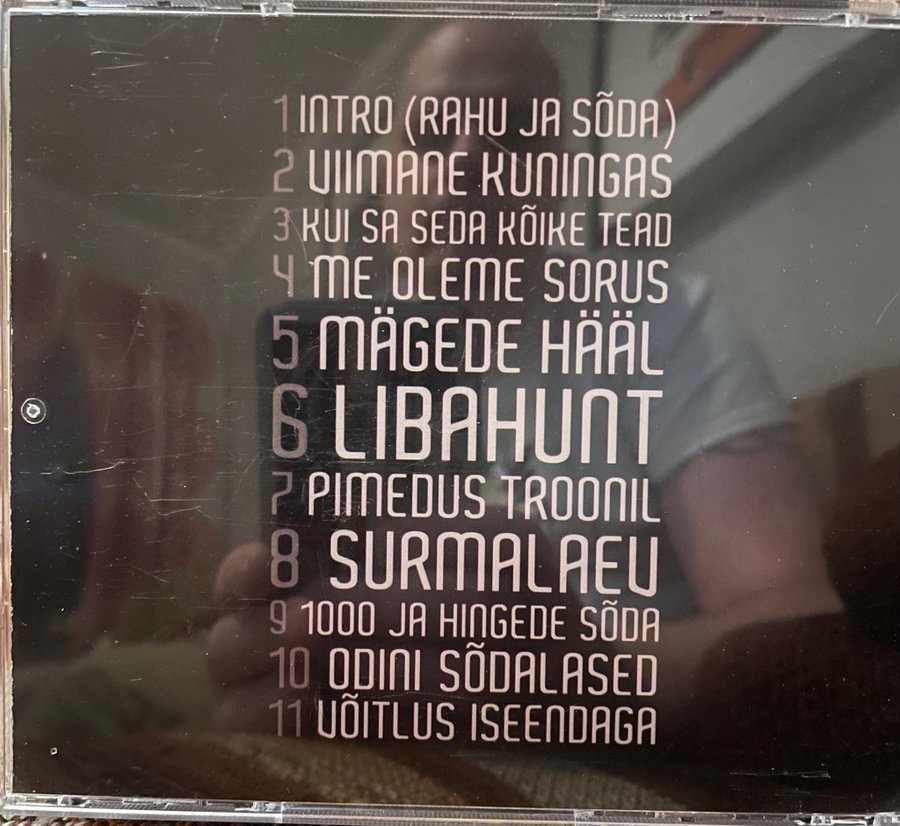 1 INTRO (RAHU JA SÕDA)
2 VIIMANE KUNINGAS
3 KUI SA SEDA KÕIKE TEAD
4 ME OLEME SORUS
5 MÄGEDE HÄÄL
6 LIBAHUNT
7 PIMEDUS TROONIL
8 SURMALAEV
9 1000 JA HINGEDE SÕDA
10 ODINI SÕDALASED
11 VÕITLUS ISEENDAGA